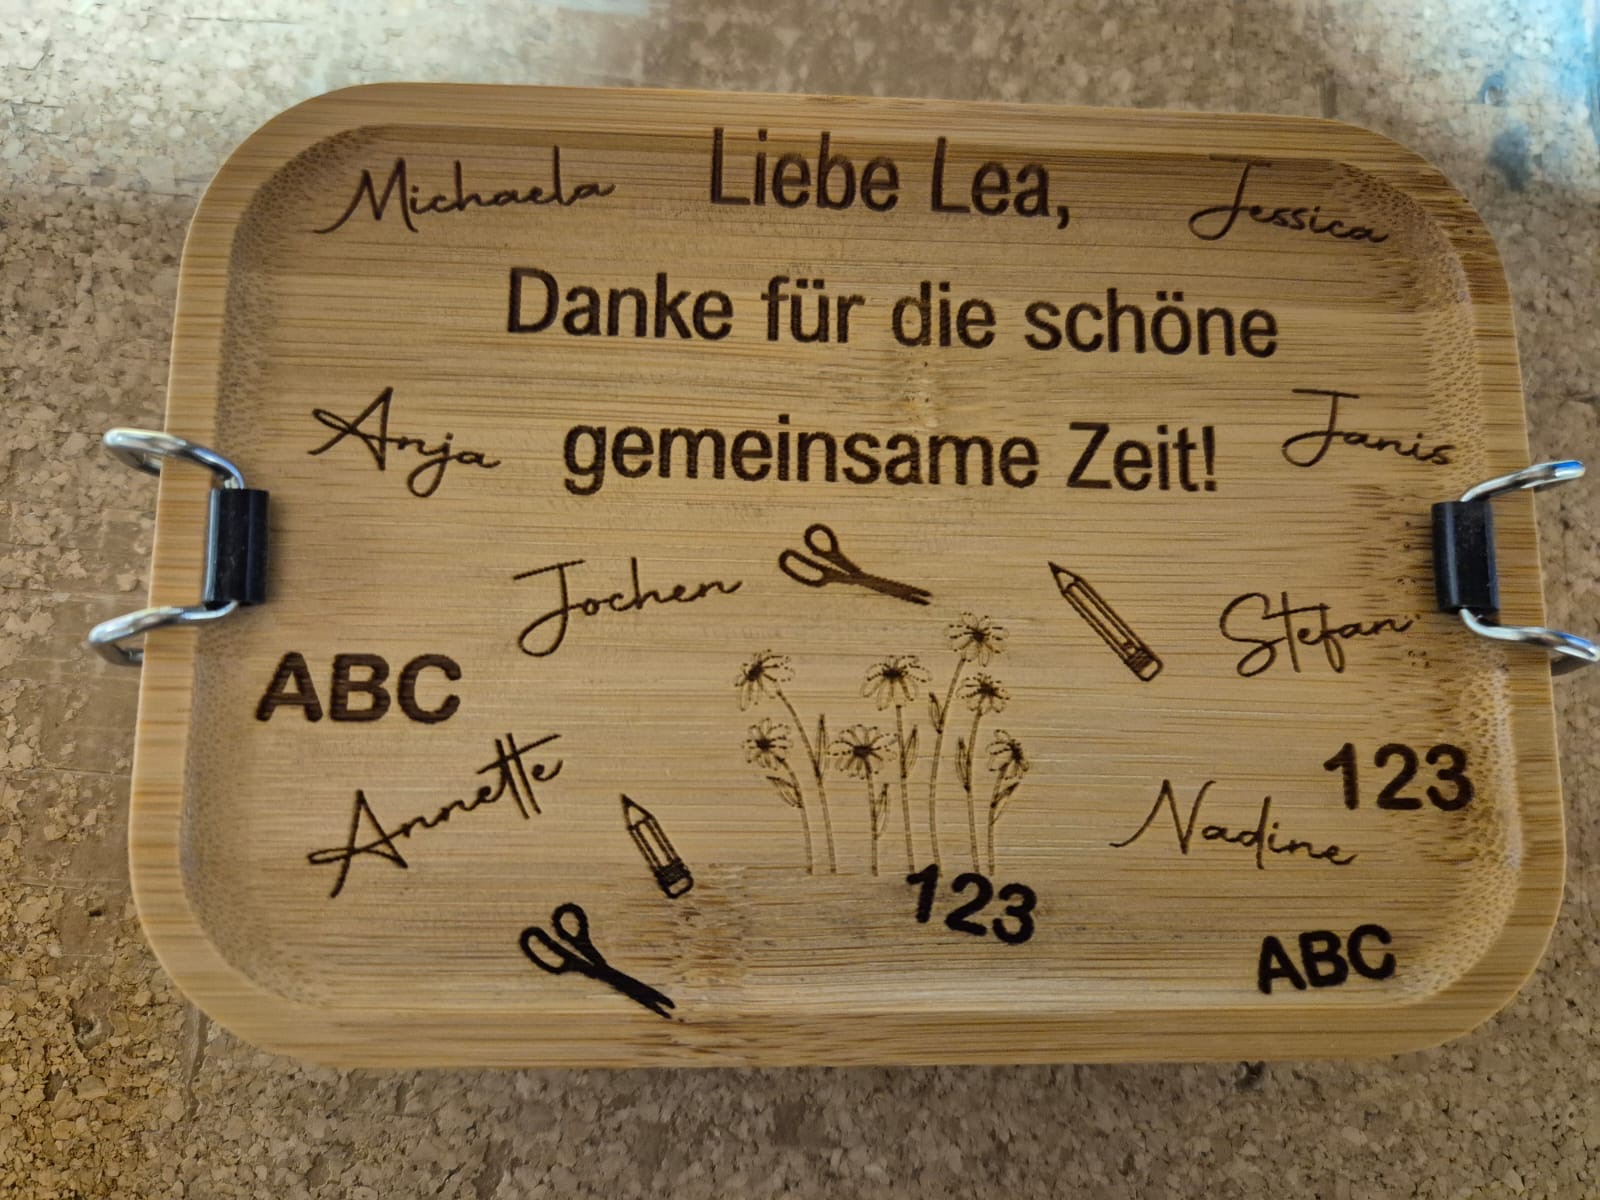 Michaela Liebe Lea, Jessica
Danke für die schöne
Anja gemeinsame Zeit! Janis
Jochen
Stefan
ABC
Annette
123
Nadine
123
ABC